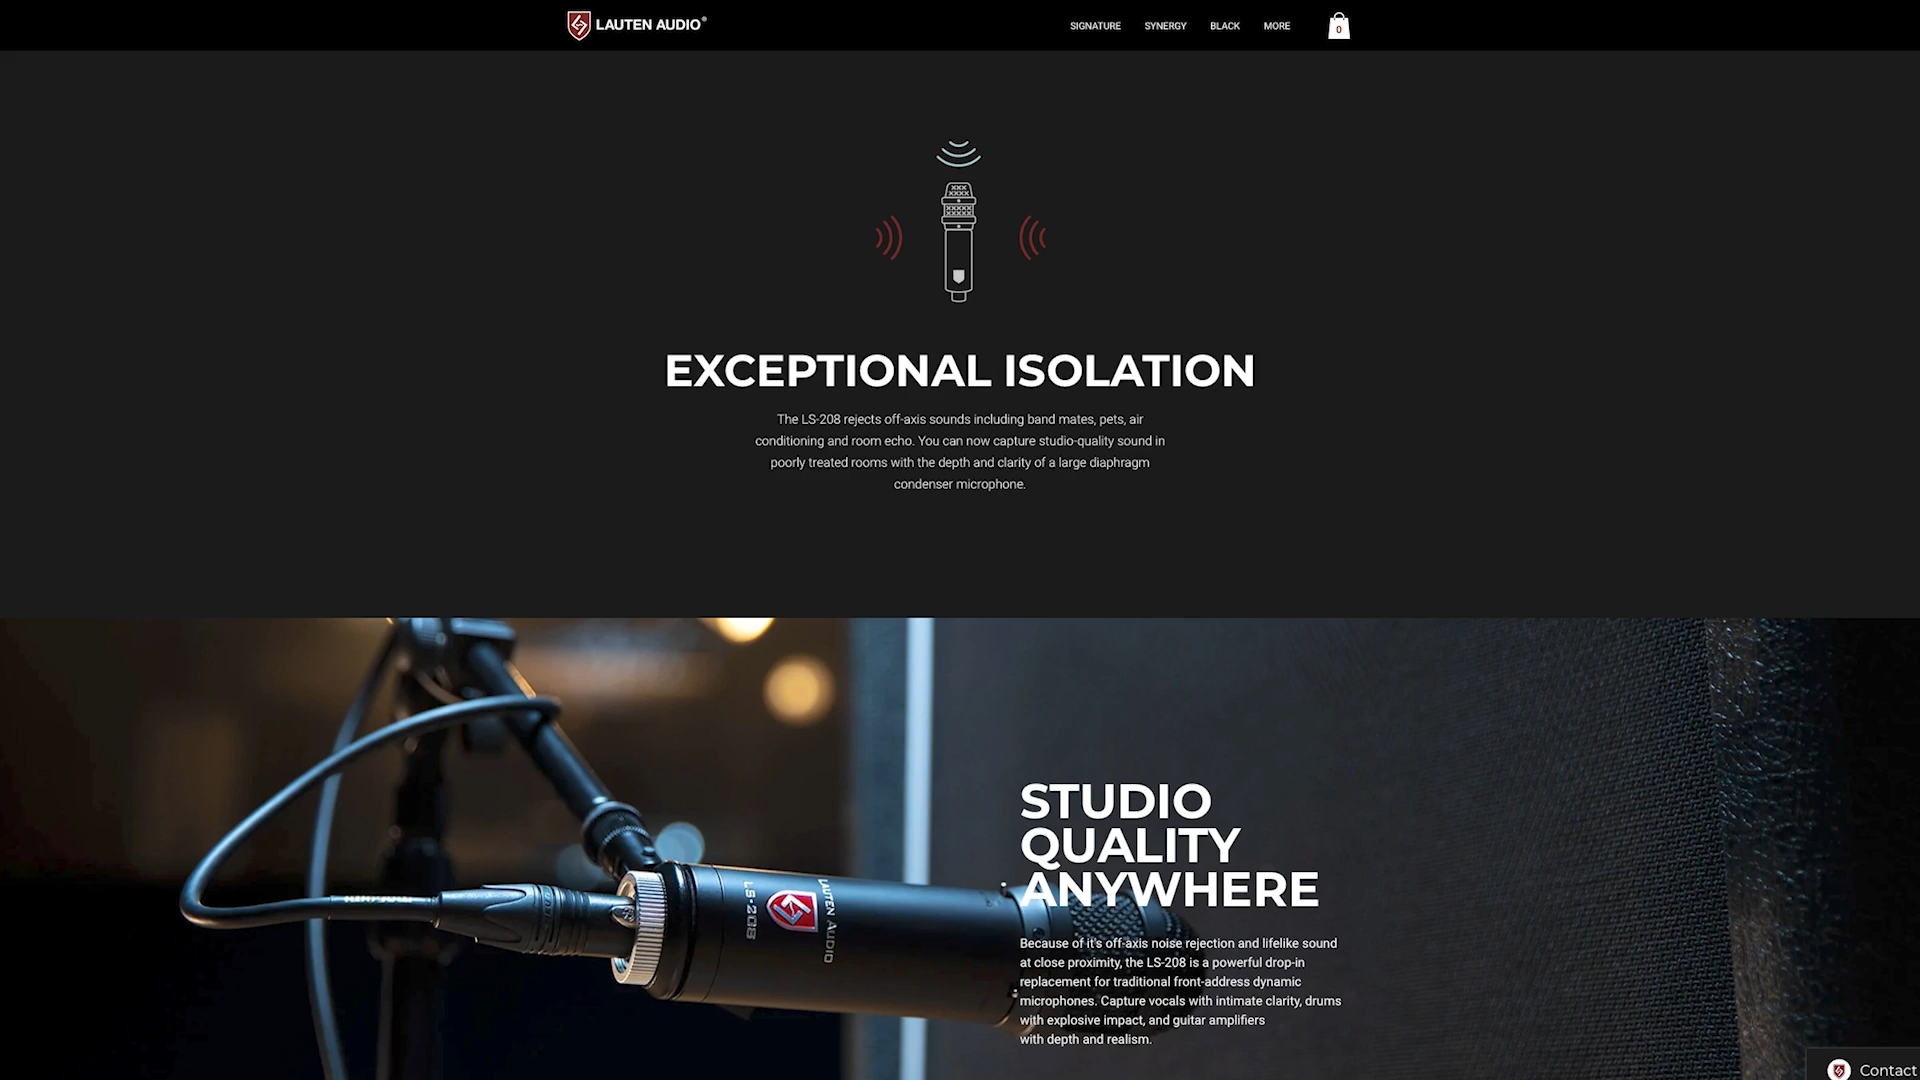 LAUTEN AUDIO®
SIGNATURE SYNERGY BLACK MORE 0
EXCEPTIONAL ISOLATION
The LS-208 rejects off-axis sounds including band mates, pets, air
conditioning and room echo. You can now capture studio-quality sound in
poorly treated rooms with the depth and clarity of a large diaphragm
condenser microphone.
STUDIO
QUALITY
ANYWHERE
LS-208
LAUTEN AUDIO
Because of it's off-axis noise rejection and lifelike sound
at close proximity, the LS-208 is a powerful drop-in
replacement for traditional front-address dynamic
microphones. Capture vocals with intimate clarity, drums
with explosive impact, and guitar amplifiers
with depth and realism.
Contact